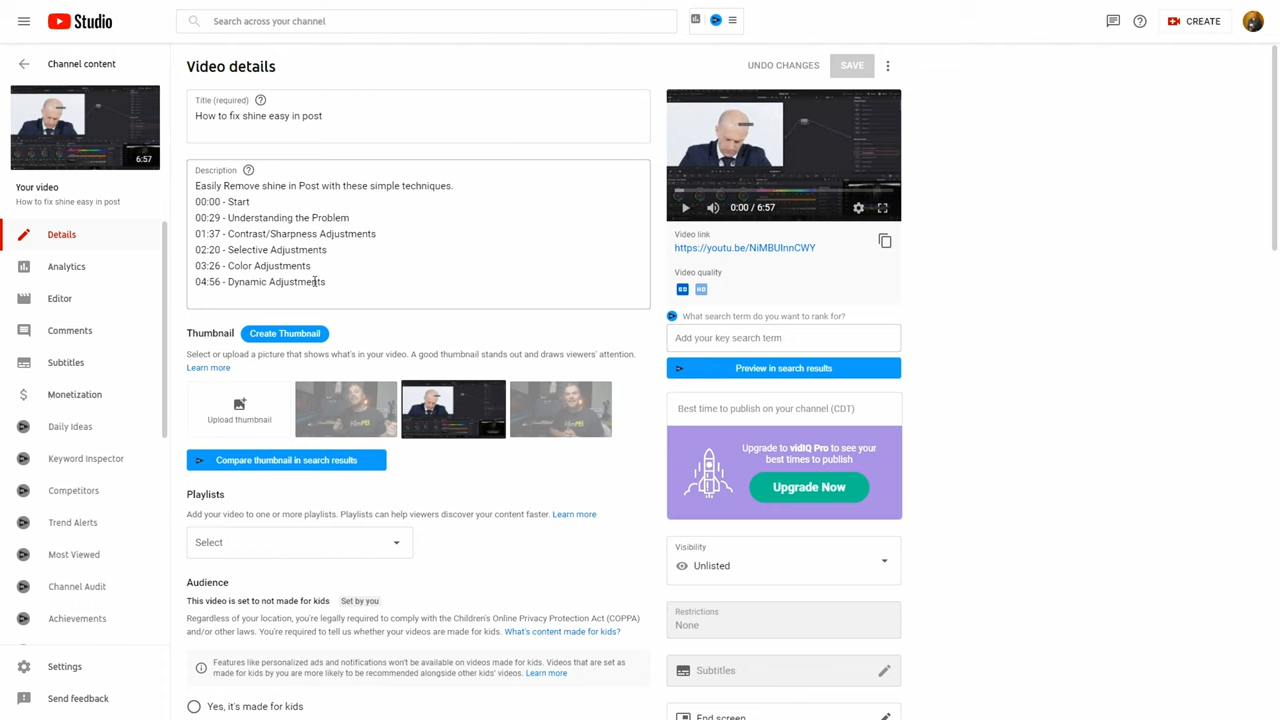 Studio
Search across your channel
CREATE
Channel content
6:57
Your video
How to fix shine easy in post
Details
Analytics
Editor
Comments
Subtitles
Monetization
Daily Ideas
Keyword Inspector
Competitors
Trend Alerts
Most Viewed
Channel Audit
Achievements
Settings
Send feedback
Video details
UNDO CHANGES
SAVE
Title (required)
How to fix shine easy in post
Description
Easily Remove shine in Post with these simple techniques.
00:00 - Start
00:29 - Understanding the Problem
01:37 - Contrast/Sharpness Adjustments
02:20 - Selective Adjustments
03:26 - Color Adjustments
04:56 - Dynamic Adjustments
Thumbnail
Create Thumbnail
Select or upload a picture that shows what's in your video. A good thumbnail stands out and draws viewers' attention.
Learn more
Upload thumbnail
Compare thumbnail in search results
Playlists
Add your video to one or more playlists. Playlists can help viewers discover your content faster. Learn more
Select
Audience
This video is set to not made for kids Set by you
Regardless of your location, you're legally required to comply with the Children's Online Privacy Protection Act (COPPA)
and/or other laws. You're required to tell us whether your videos are made for kids. What's content made for kids?
Features like personalized ads and notifications won't be available on videos made for kids. Videos that are set as
made for kids by you are more likely to be recommended alongside other kids' videos. Learn more
Yes, it's made for kids
0:00 / 6:57
Video link
https://youtu.be/NiMBUInnCWY
Video quality
SD HD
What search term do you want to rank for?
Add your key search term
Preview in search results
Best time to publish on your channel (CDT)
Upgrade to vidIQ Pro to see your
best times to publish
Upgrade Now
Visibility
Unlisted
Restrictions
None
Subtitles
End screen